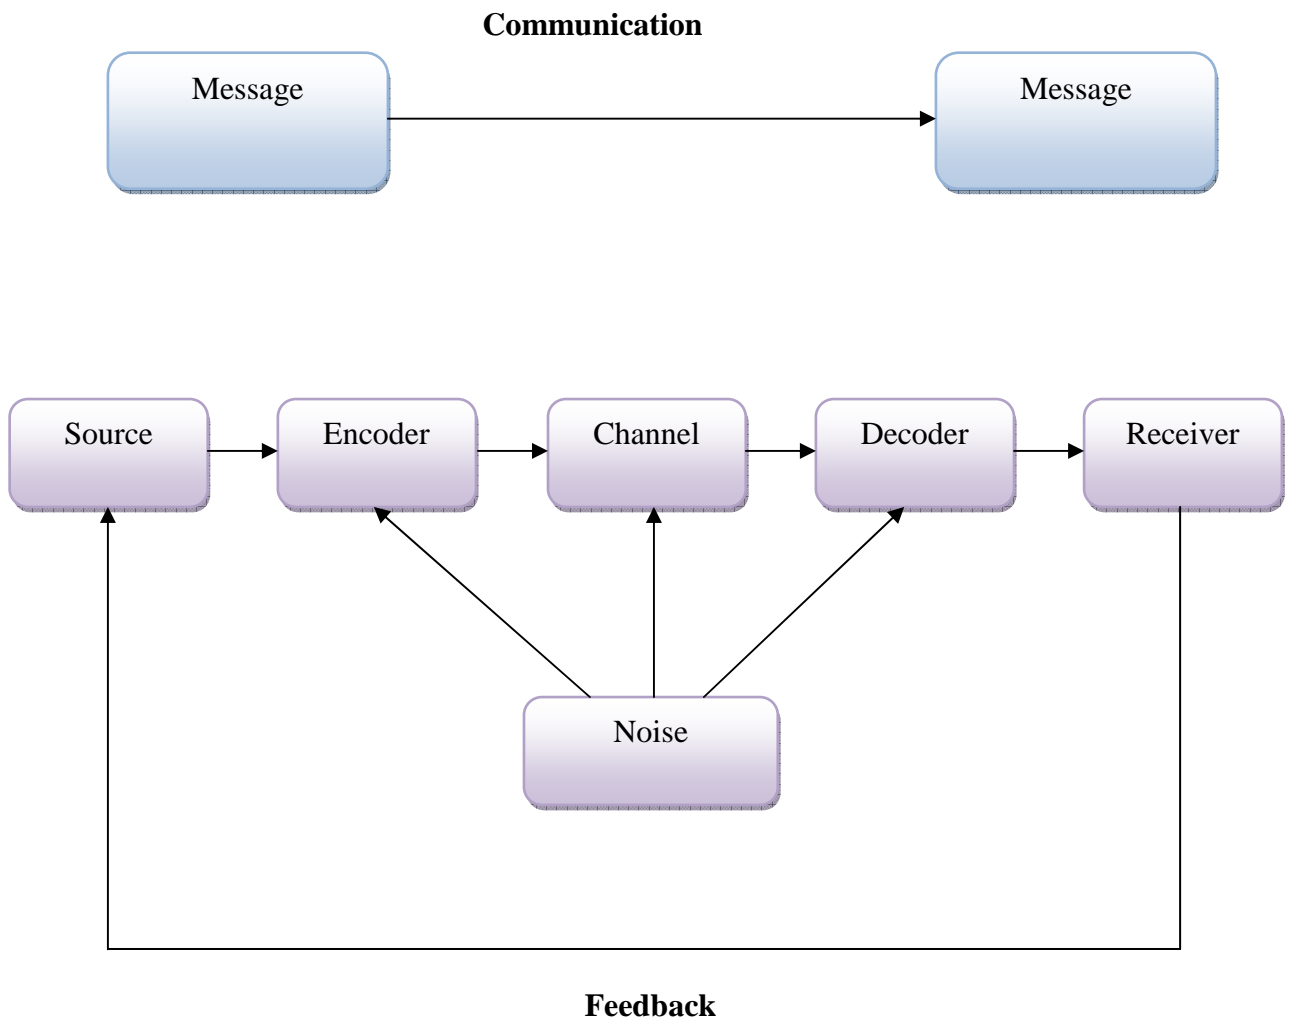 Communication
Message Message
Source Encoder Channel Decoder Receiver
Noise
Feedback